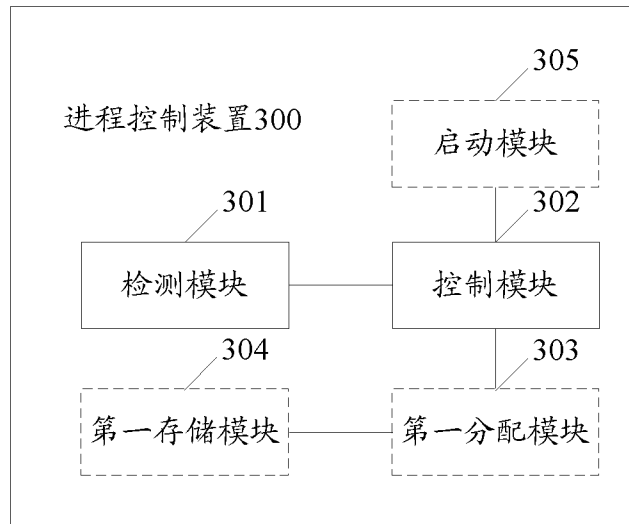 305
进程控制装置300
启动模块
301
302
检测模块
控制模块
304
303
第一存储模块
第一分配模块